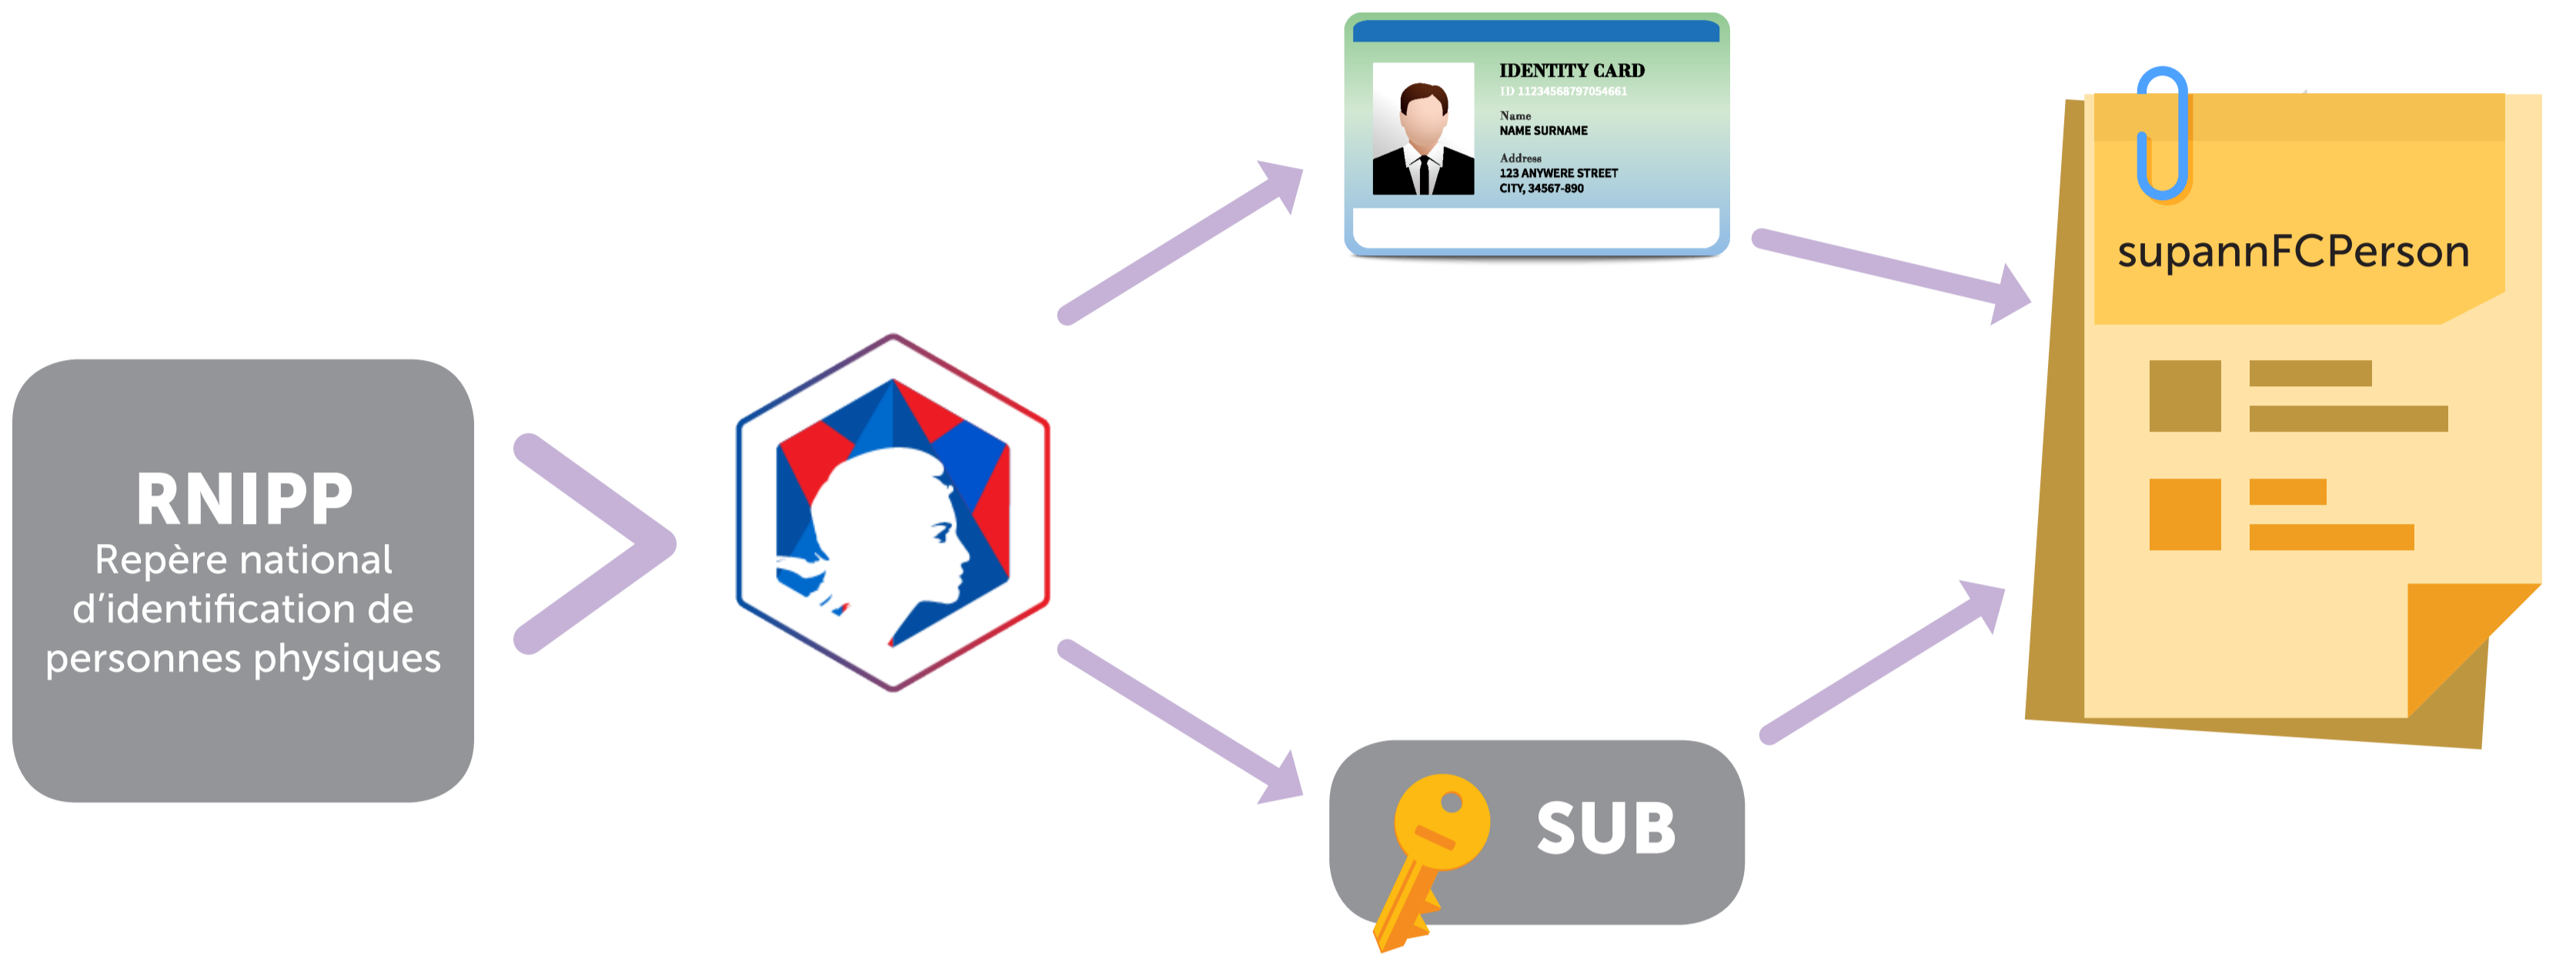 RNIPP
Repère national
d'identification de
personnes physiques
IDENTITY CARD
ID 11234568797054661
Name
NAME SURNAME
Address
123 ANYWERE STREET
CITY, 34567-890
SUB
supannFCPerson